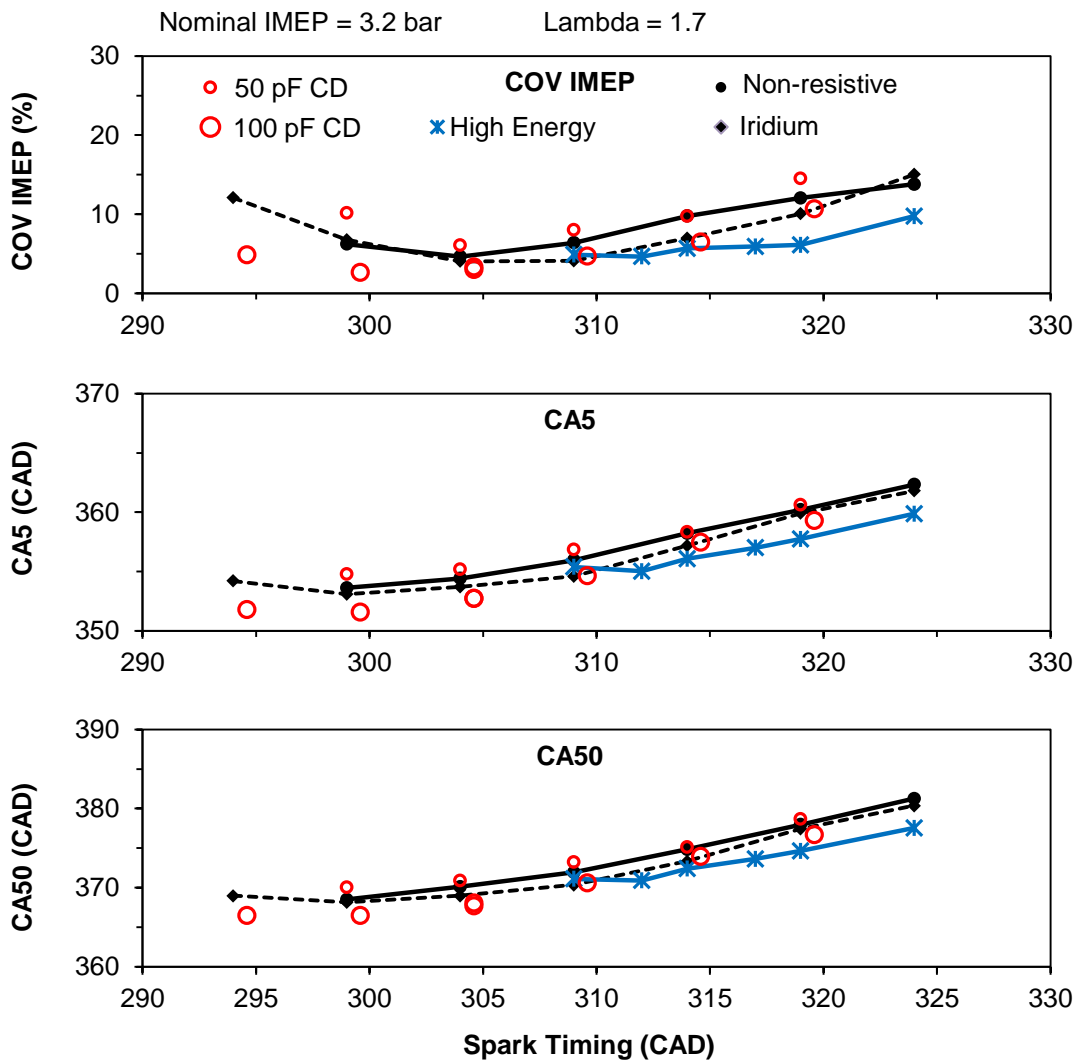 Nominal IMEP = 3.2 bar Lambda = 1.7
COV IMEP (%)
30
20
10
0
50 pF CD COV IMEP Non-resistive
100 pF CD High Energy Iridium
290 300 310 320 330
CA5 (CAD)
370
360
350
CA5
290 300 310 320 330
CA50 (CAD)
390
380
370
360
CA50
290 295 300 305 310 315 320 325 330
Spark Timing (CAD)